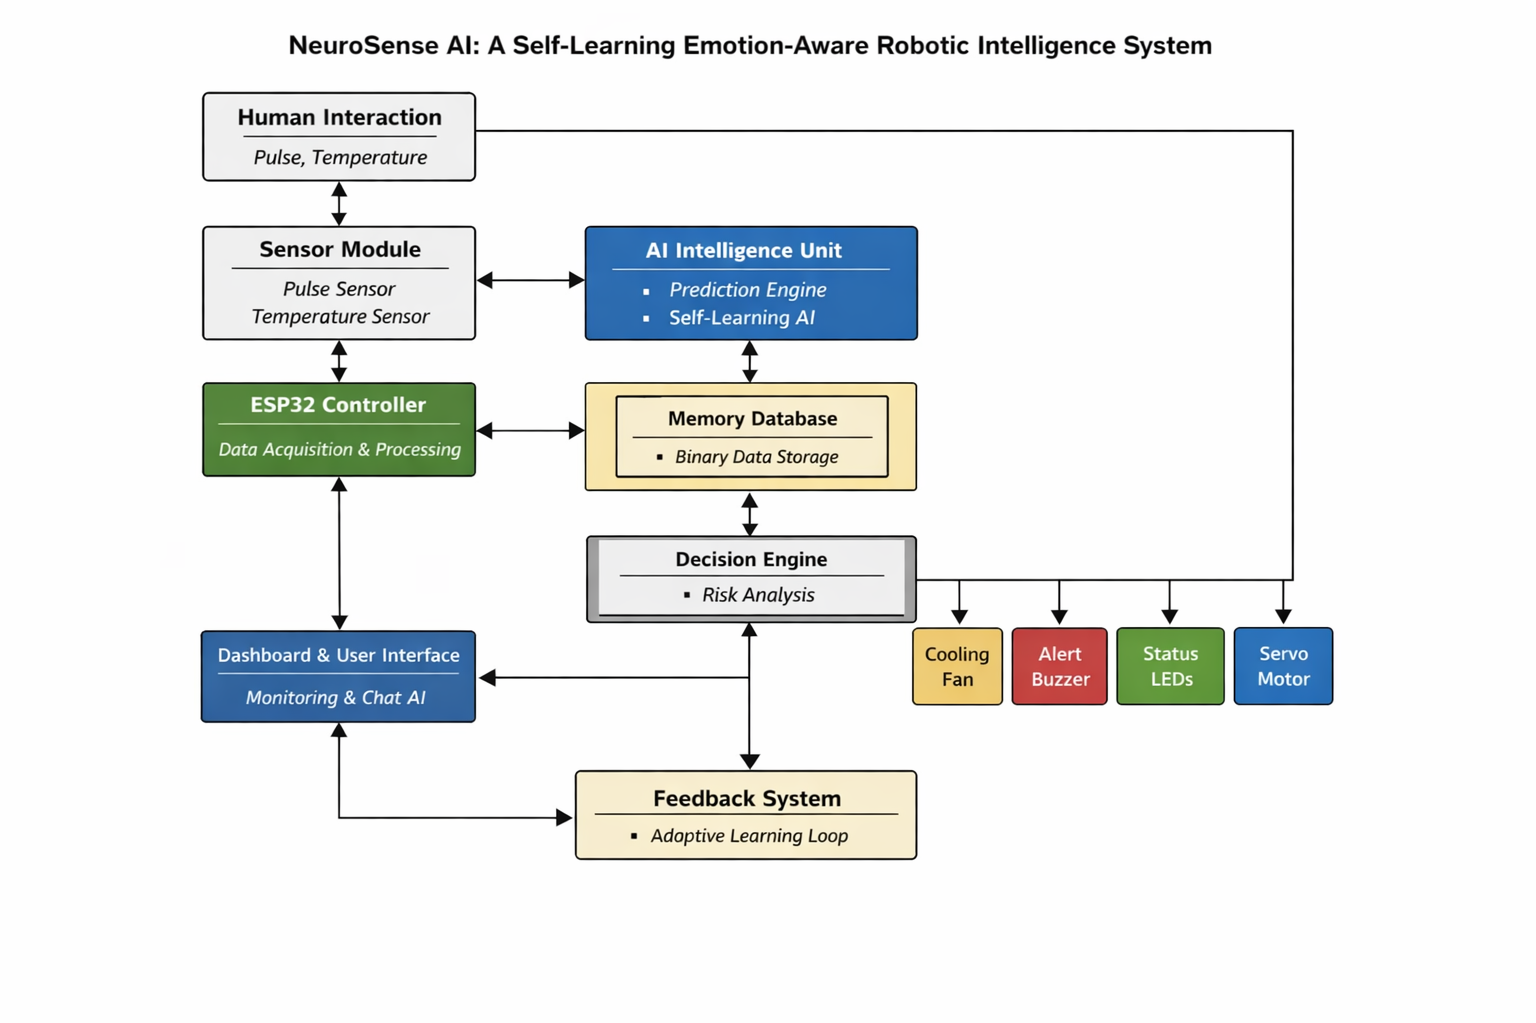 NeuroSense AI: A Self-Learning Emotion-Aware Robotic Intelligence System
Human Interaction
Pulse, Temperature
Sensor Module
Pulse Sensor
Temperature Sensor
AI Intelligence Unit
▪ Prediction Engine
▪ Self-Learning AI
ESP32 Controller
Data Acquisition & Processing
Memory Database
▪ Binary Data Storage
Decision Engine
▪ Risk Analysis
Cooling
Fan
Alert
Buzzer
Status
LEDs
Servo
Motor
Dashboard & User Interface
Monitoring & Chat AI
Feedback System
▪ Adaptive Learning Loop